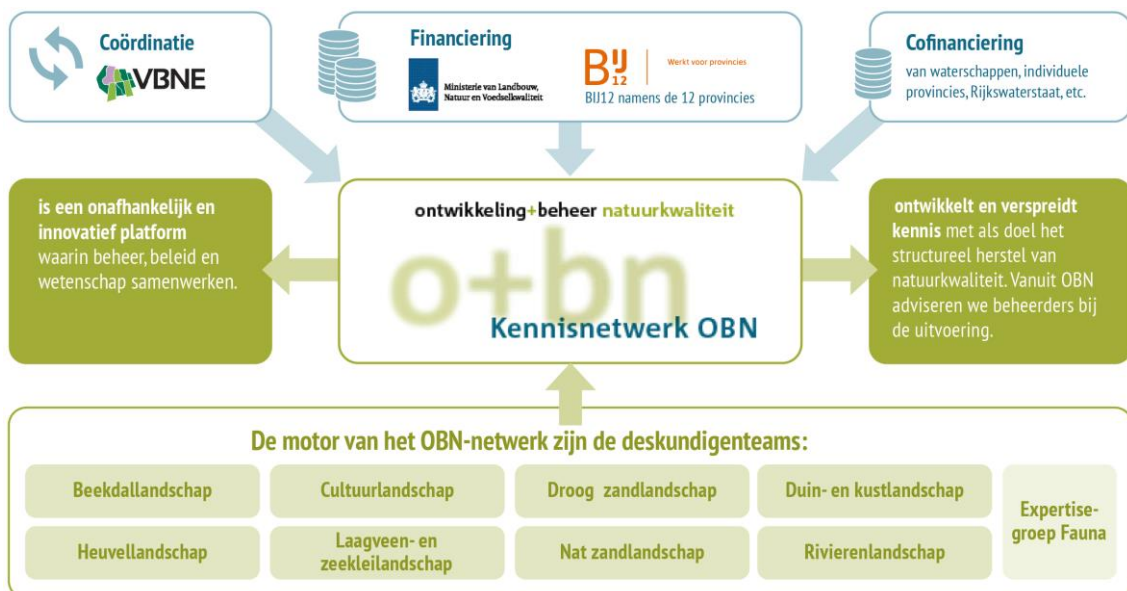 Coördinatie
VBNE
Financiering
Ministerie van Landbouw,
Natuur en Voedselkwaliteit
BIJ
12
Werkt voor provincies
BIJ12 namens de 12 provincies
Cofinanciering
van waterschappen, individuele
provincies, Rijkswaterstaat, etc.
is een onafhankelijk en
innovatief platform
waarin beheer, beleid en
wetenschap samenwerken.
ontwikkeling+beheer natuurkwaliteit
o+bn
Kennisnetwerk OBN
ontwikkelt en verspreidt
kennis met als doel het
structureel herstel van
natuurkwaliteit. Vanuit OBN
adviseren we beheerders bij
de uitvoering.
De motor van het OBN-netwerk zijn de deskundigenteams:
Beekdallandschap
Cultuurlandschap
Droog zandlandschap
Duin- en kustlandschap
Heuvellandschap
Laagveen- en
zeekleilandschap
Nat zandlandschap
Rivierenlandschap
Expertise-
groep Fauna